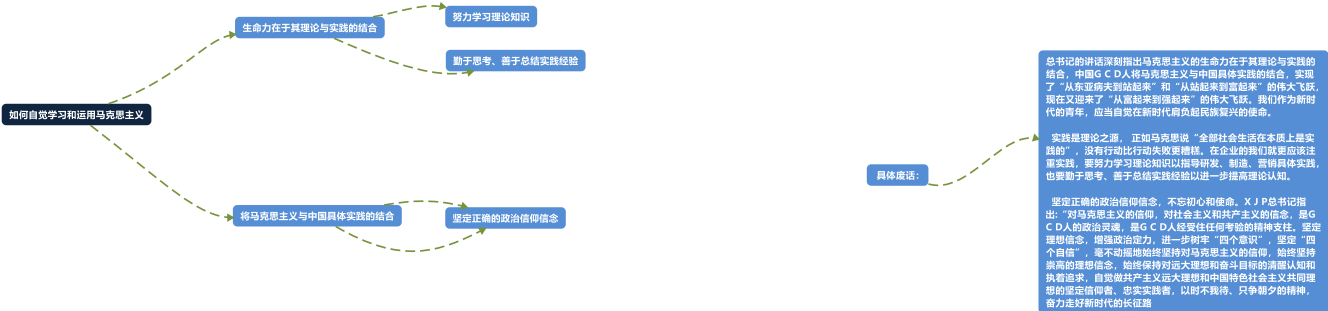 如何自觉学习和运用马克思主义
生命力在于其理论与实践的结合
努力学习理论知识
勤于思考、善于总结实践经验
将马克思主义与中国具体实践的结合
坚定正确的政治信仰信念
具体废话:
总书记的讲话深刻指出马克思主义的生命力在于其理论与实践的
结合，中国G C D人将马克思主义与中国具体实践的结合，实现
了“从东亚病夫到站起来”和“从站起来到富起来”的伟大飞跃，
现在又迎来了“从富起来到强起来”的伟大飞跃。我们作为新时
代的青年，应当自觉在新时代肩负起民族复兴的使命。
实践是理论之源， 正如马克思说“全部社会生活在本质上是实
践的”，没有行动比行动失败更糟糕。在企业的我们就更应该注
重实践，要努力学习理论知识以指导研发、制造、营销具体实践，
也要勤于思考、善于总结实践经验以进一步提高理论认知。
坚定正确的政治信仰信念，不忘初心和使命。X J P总书记指
出:“对马克思主义的信仰，对社会主义和共产主义的信念，是G
C D人的政治灵魂，是G C D人经受住任何考验的精神支柱。坚定
理想信念，增强政治定力，进一步树牢“四个意识”，坚定“四
个自信”，毫不动摇地始终坚持对马克思主义的信仰，始终坚持
崇高的理想信念，始终保持对远大理想和奋斗目标的清醒认知和
执着追求，自觉做共产主义远大理想和中国特色社会主义共同理
想的坚定信仰者、忠实实践者，以时不我待、只争朝夕的精神，
奋力走好新时代的长征路